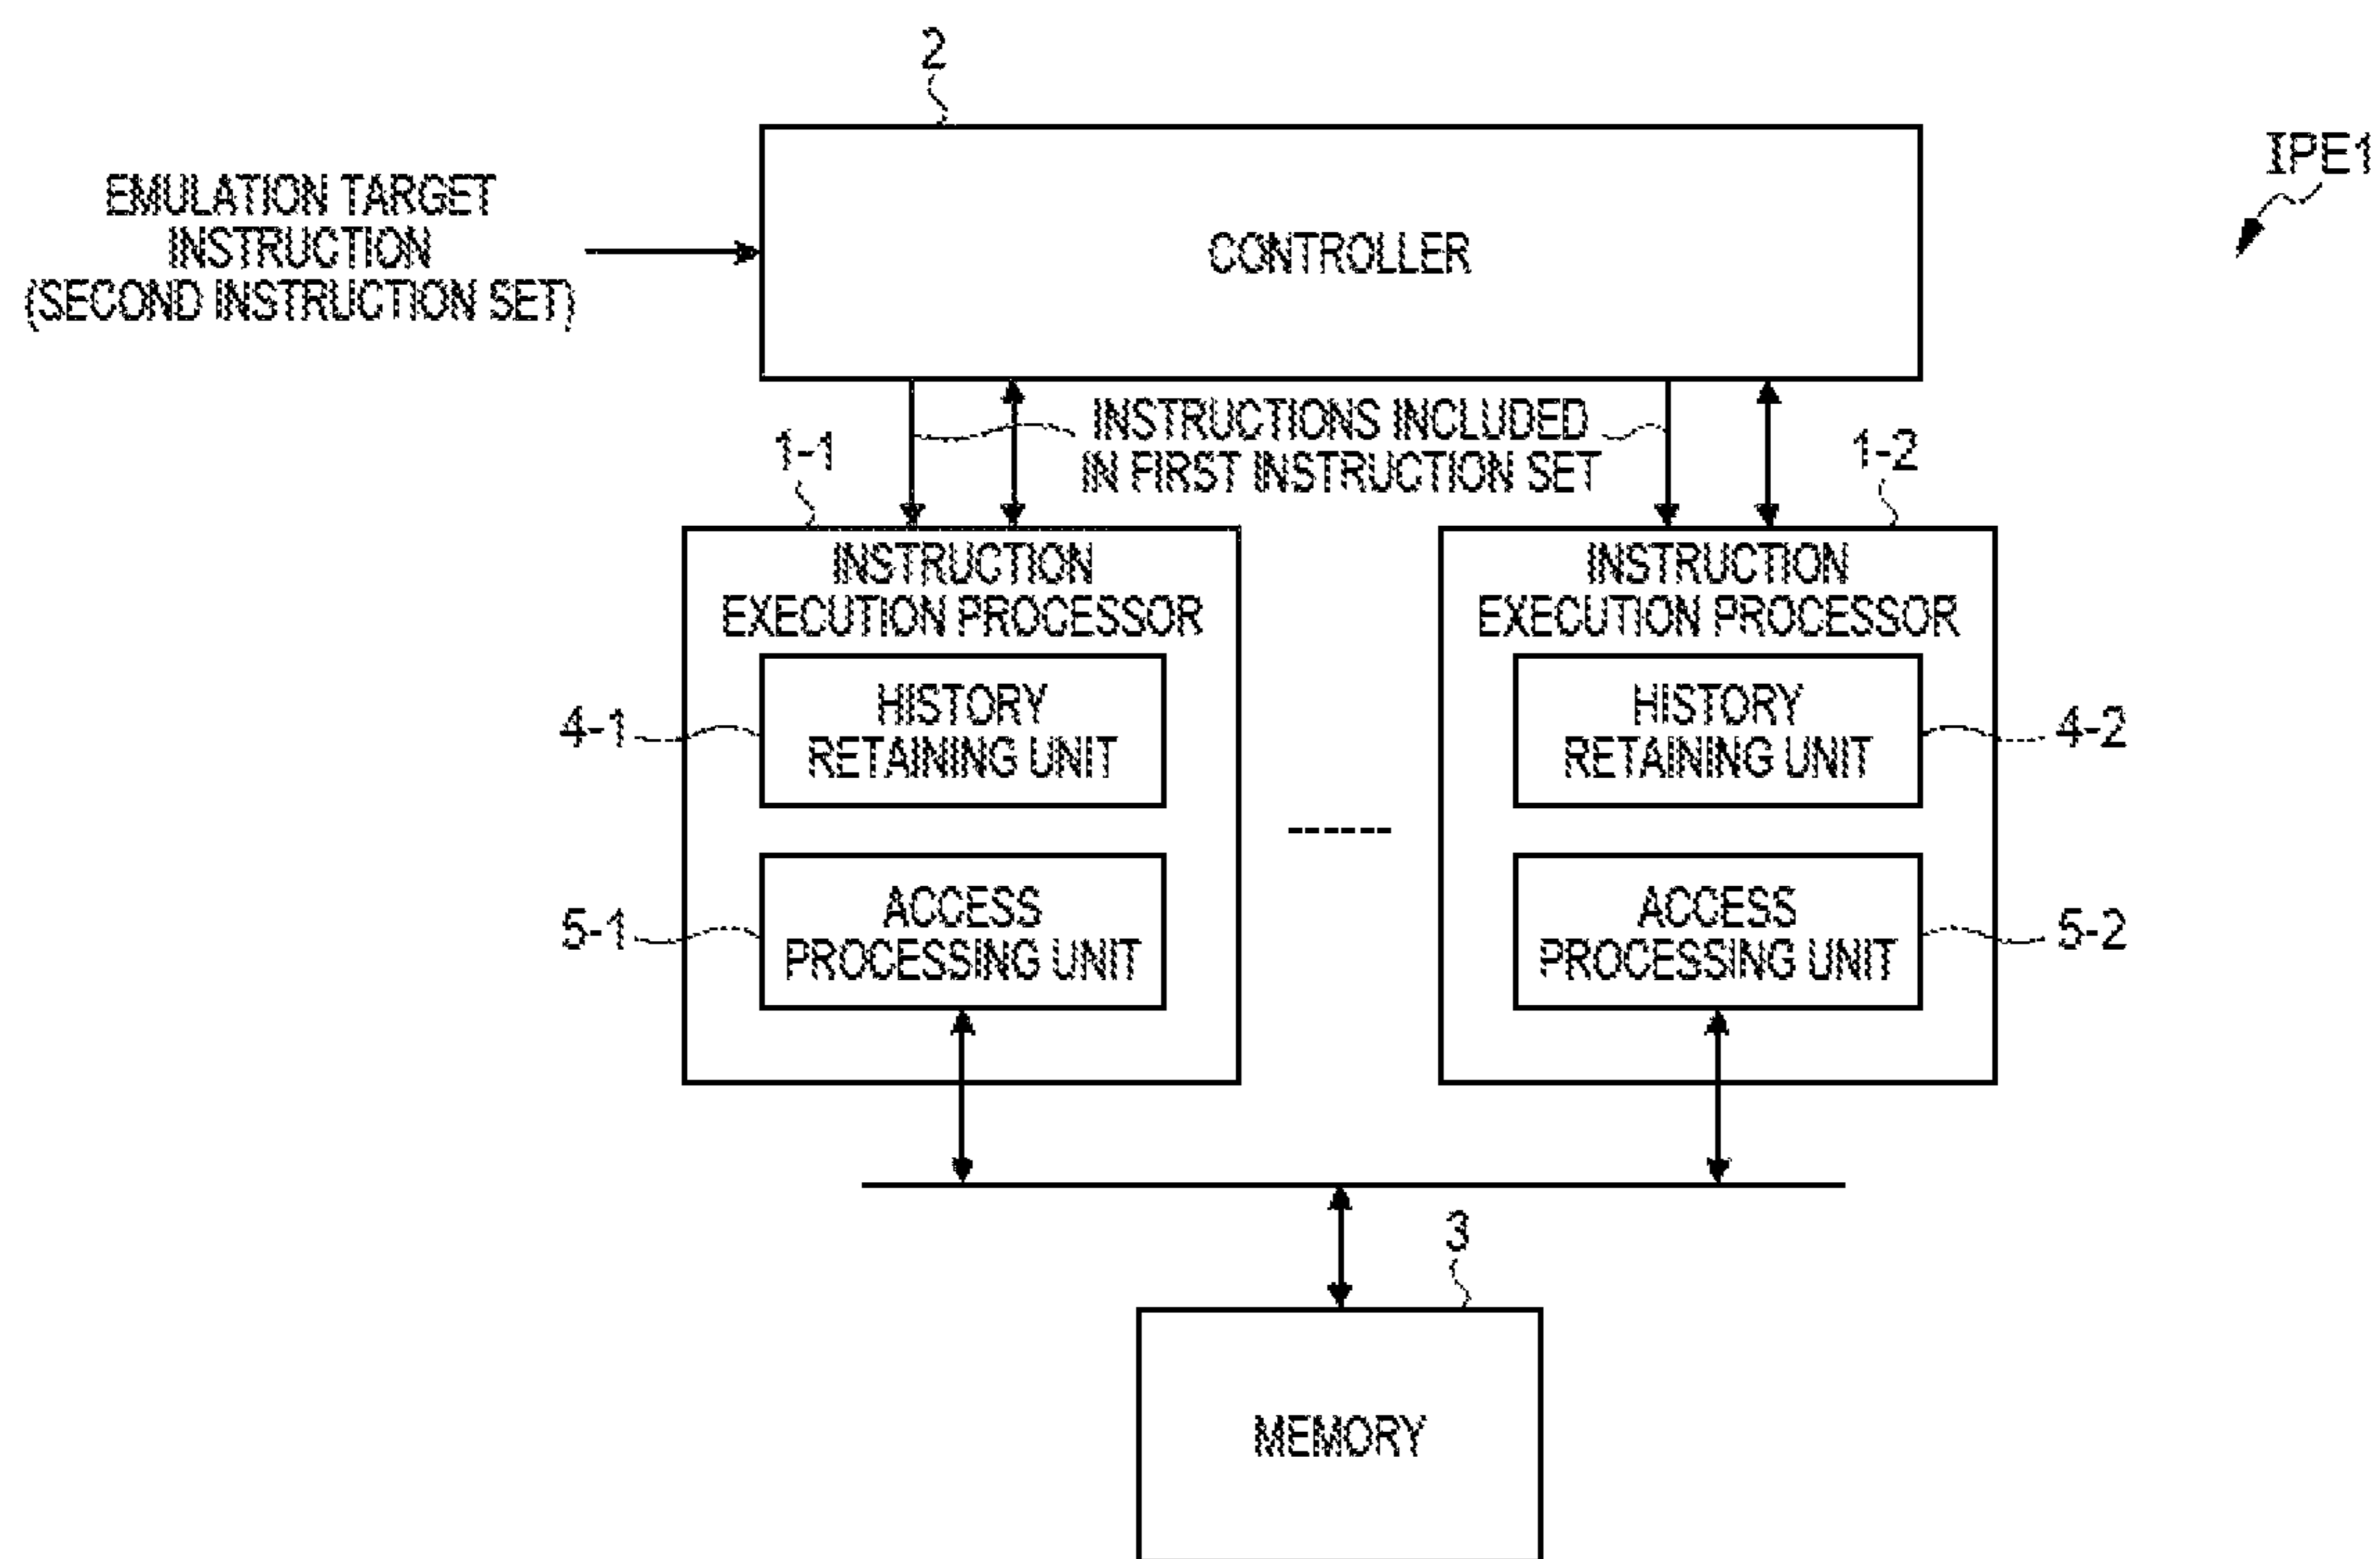 2
IPE1
EMULATION TARGET
INSTRUCTION
(SECOND INSTRUCTION SET)
CONTROLLER
INSTRUCTIONS INCLUDED
IN FIRST INSTRUCTION SET
1-1
1-2
INSTRUCTION
EXECUTION PROCESSOR
INSTRUCTION
EXECUTION PROCESSOR
4-1
HISTORY
RETAINING UNIT
HISTORY
RETAINING UNIT
4-2
5-1
ACCESS
PROCESSING UNIT
ACCESS
PROCESSING UNIT
5-2
3
MEMORY